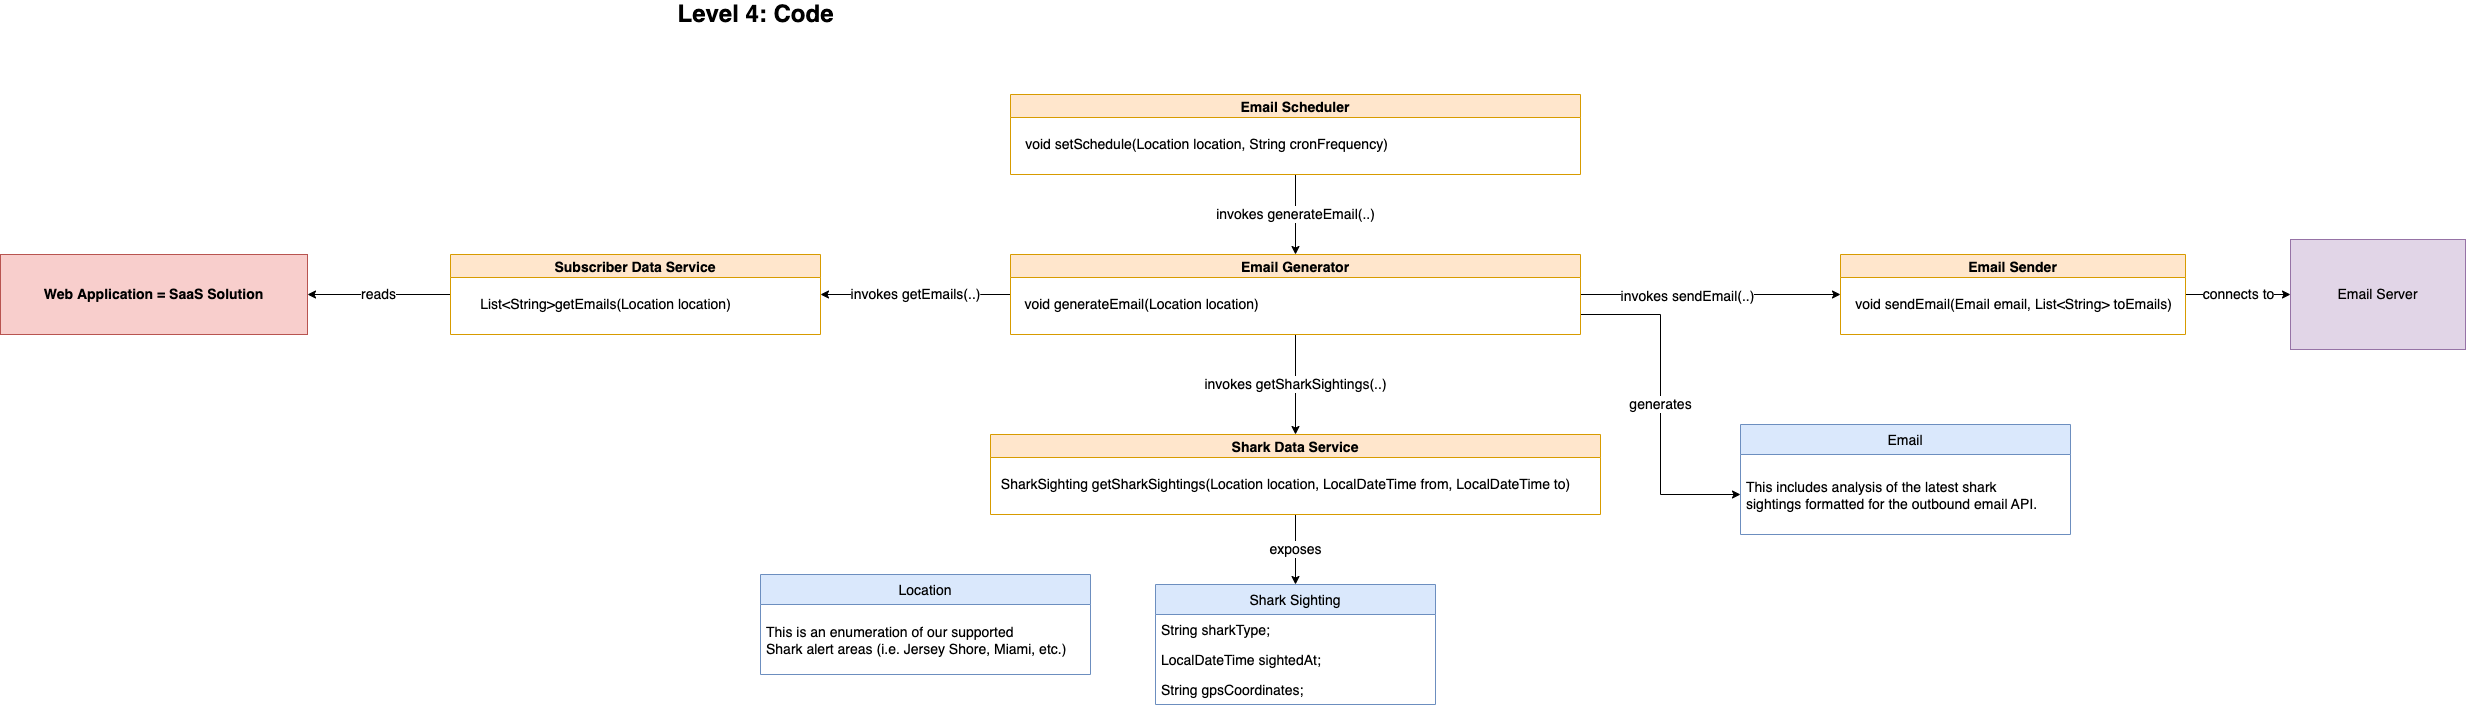 Level 4: Code
Email Scheduler
void setSchedule(Location location, String cronFrequency)
invokes generateEmail(..)
Web Application = SaaS Solution
reads
Subscriber Data Service
List<String>getEmails(Location location)
invokes getEmails(..)
Email Generator
void generateEmail(Location location)
invokes sendEmail(..)
Email Sender
void sendEmail(Email email, List<String> toEmails)
connects to
Email Server
invokes getSharkSightings(..)
generates
Shark Data Service
SharkSighting getSharkSightings(Location location, LocalDateTime from, LocalDateTime to)
Email
This includes analysis of the latest shark
sightings formatted for the outbound email API.
exposes
Location
This is an enumeration of our supported
Shark alert areas (i.e. Jersey Shore, Miami, etc.)
Shark Sighting
String sharkType;
LocalDateTime sightedAt;
String gpsCoordinates;